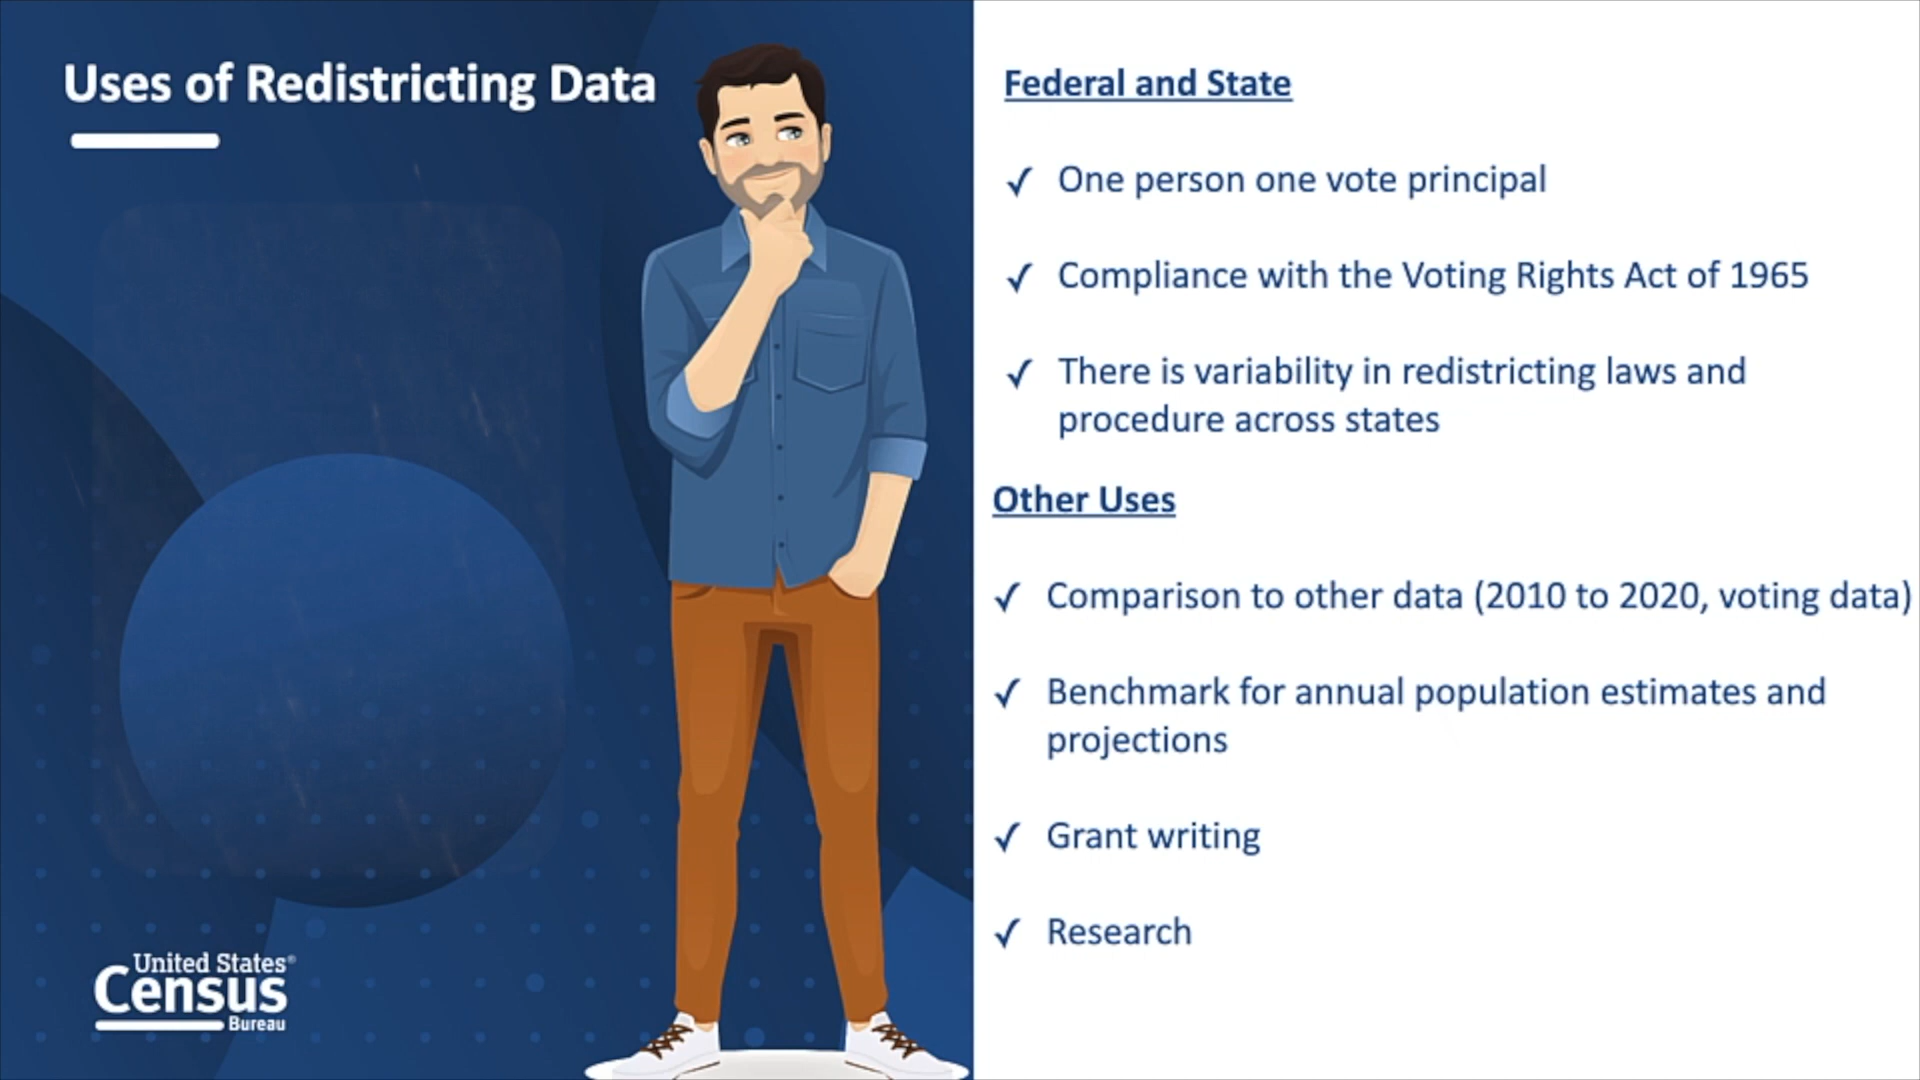 Uses of Redistricting Data
Federal and State
✓ One person one vote principal
✓ Compliance with the Voting Rights Act of 1965
✓ There is variability in redistricting laws and
procedure across states
Other Uses
✓ Comparison to other data (2010 to 2020, voting data)
✓ Benchmark for annual population estimates and
projections
✓ Grant writing
✓ Research
United States®
Census
Bureau